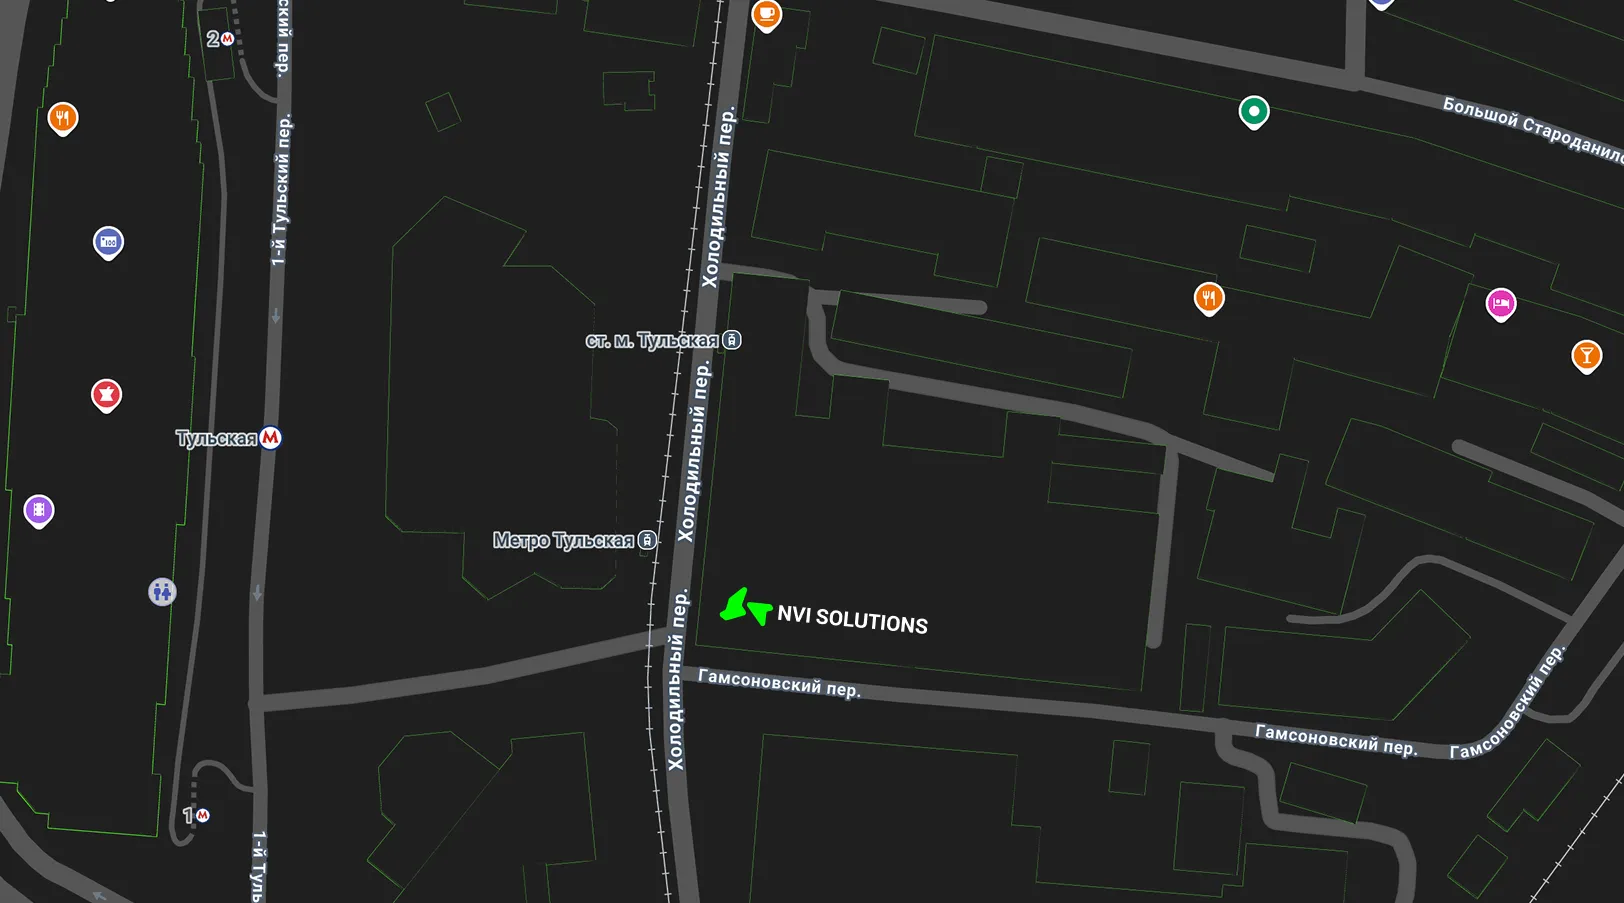 2
ский пер.
1-й Тульский пер.
Холодильный пер.
Большой Староданило
ст. м. Тульская
Холодильный пер.
Тульская
Метро Тульская
NVI SOLUTIONS
Холодильный пер.
Гамсоновский пер.
Гамсоновский пер.
Гамсоновский пер.
1
1-й Туль